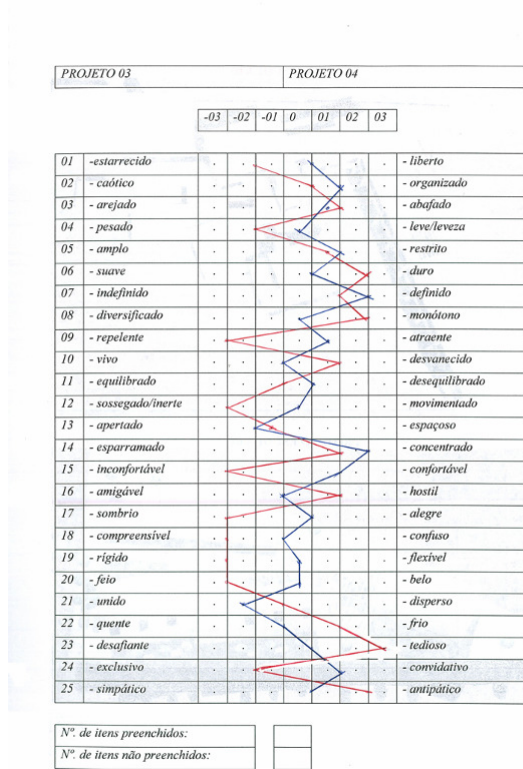 PROJETO 03 PROJETO 04
-03 -02 -01 0 01 02 03
01 -estarrecido - liberto
02 - caótico - organizado
03 - arejado - abafado
04 - pesado - leve/leveza
05 - amplo - restrito
06 - suave - duro
07 - indefinido - definido
08 - diversificado - monótono
09 - repelente - atraente
10 - vivo - desvanecido
11 - equilibrado - desequilibrado
12 - sossegado/inerte - movimentado
13 - apertado - espaçoso
14 - esparramado - concentrado
15 - inconfortável - confortável
16 - amigável - hostil
17 - sombrio - alegre
18 - compreensível - confuso
19 - rígido - flexível
20 - feio - belo
21 - unido - disperso
22 - quente - frio
23 - desafiante - tedioso
24 - exclusivo - convidativo
25 - simpático - antipático
Nº. de itens preenchidos:
Nº. de itens não preenchidos: